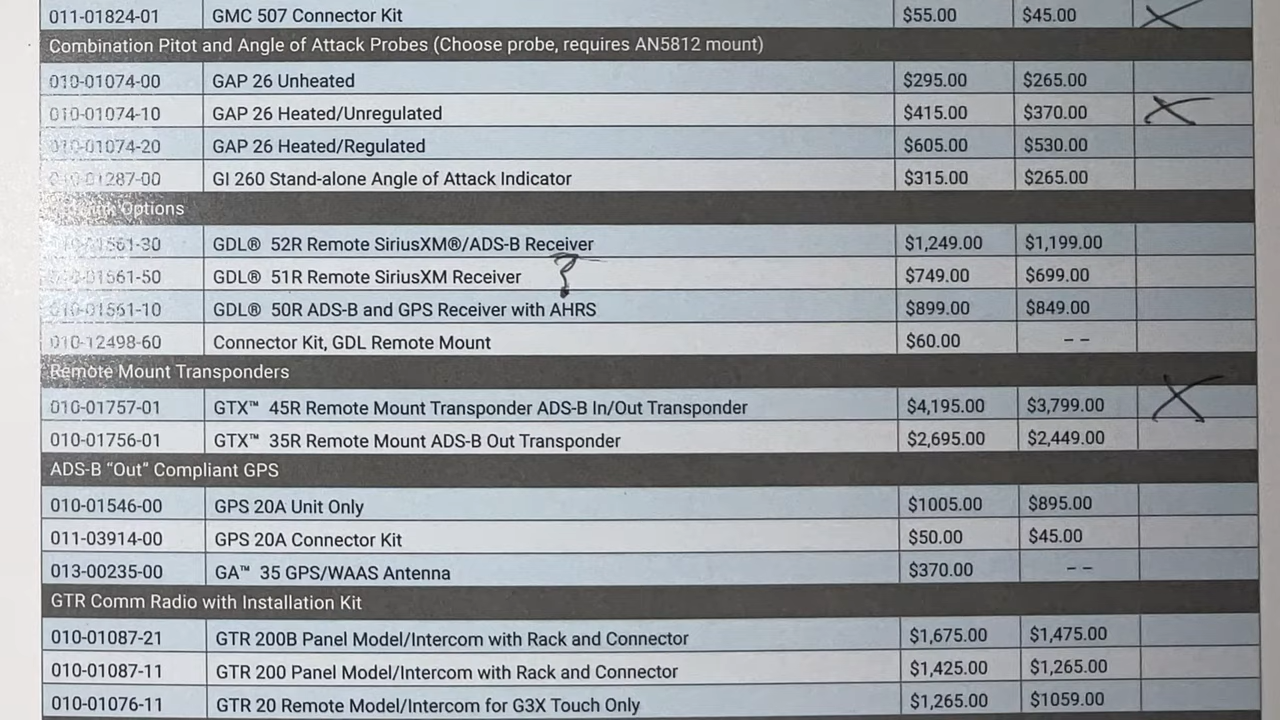 011-01824-01 GMC 507 Connector Kit $55.00 $45.00 X
Combination Pitot and Angle of Attack Probes (Choose probe, requires AN5812 mount)
010-01074-00 GAP 26 Unheated $295.00 $265.00
010-01074-10 GAP 26 Heated/Unregulated $415.00 $370.00 X
010-01074-20 GAP 26 Heated/Regulated $605.00 $530.00
010-01287-00 GI 260 Stand-alone Angle of Attack Indicator $315.00 $265.00
Options
010-01561-30 GDL® 52R Remote SiriusXM®/ADS-B Receiver $1,249.00 $1,199.00
010-01561-50 GDL® 51R Remote SiriusXM Receiver ? $749.00 $699.00
010-01561-10 GDL® 50R ADS-B and GPS Receiver with AHRS $899.00 $849.00
010-12498-60 Connector Kit, GDL Remote Mount $60.00 – –
Remote Mount Transponders
010-01757-01 GTX™ 45R Remote Mount Transponder ADS-B In/Out Transponder $4,195.00 $3,799.00 X
010-01756-01 GTX™ 35R Remote Mount ADS-B Out Transponder $2,695.00 $2,449.00
ADS-B “Out” Compliant GPS
010-01546-00 GPS 20A Unit Only $1005.00 $895.00
011-03914-00 GPS 20A Connector Kit $50.00 $45.00
013-00235-00 GA™ 35 GPS/WAAS Antenna $370.00 – –
GTR Comm Radio with Installation Kit
010-01087-21 GTR 200B Panel Model/Intercom with Rack and Connector $1,675.00 $1,475.00
010-01087-11 GTR 200 Panel Model/Intercom with Rack and Connector $1,425.00 $1,265.00
010-01076-11 GTR 20 Remote Model/Intercom for G3X Touch Only $1,265.00 $1059.00